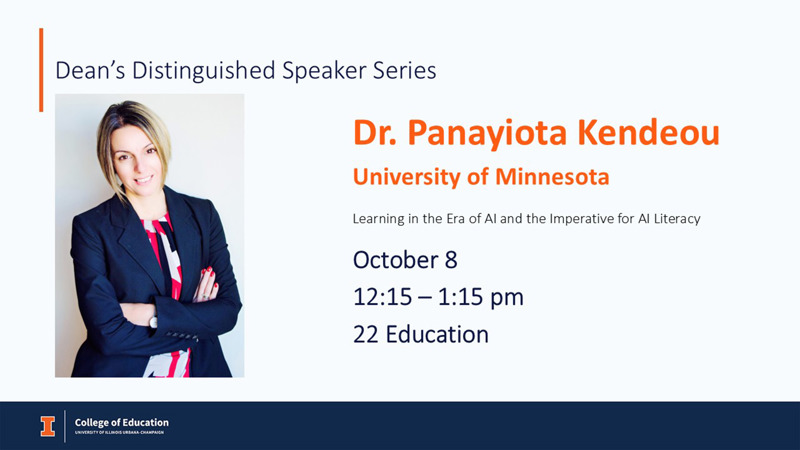 Dean’s Distinguished Speaker Series
Dr. Panayiota Kendeou
University of Minnesota
Learning in the Era of AI and the Imperative for AI Literacy
October 8
12:15 – 1:15 pm
22 Education
I
College of Education
UNIVERSITY OF ILLINOIS URBANA-CHAMPAIGN